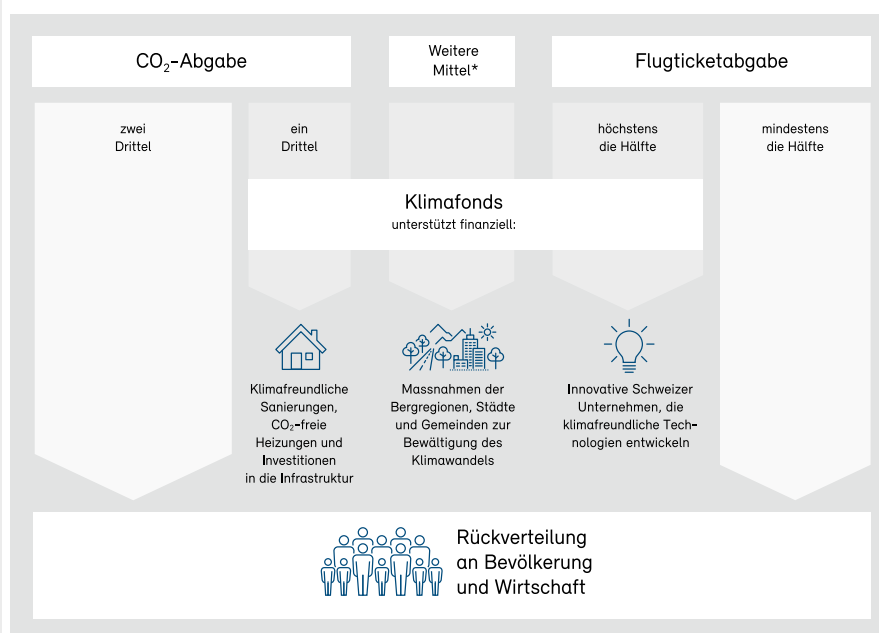 CO₂-Abgabe
Weitere
Mittel*
Flugticketabgabe
zwei
Drittel
ein
Drittel
höchstens
die Hälfte
mindestens
die Hälfte
Klimafonds
unterstützt finanziell:
Klimafreundliche
Sanierungen,
CO₂-freie
Heizungen und
Investitionen
in die Infrastruktur
Massnahmen der
Bergregionen, Städte
und Gemeinden zur
Bewältigung des
Klimawandels
Innovative Schweizer
Unternehmen, die
klimafreundliche Tech-
nologien entwickeln
Rückverteilung
an Bevölkerung
und Wirtschaft